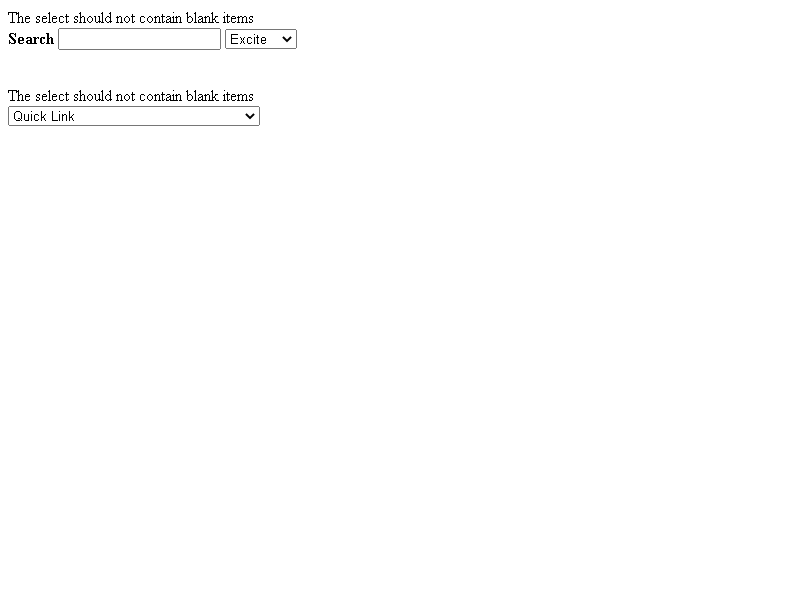 The select should not contain blank items
Search Excite
The select should not contain blank items
Quick Link